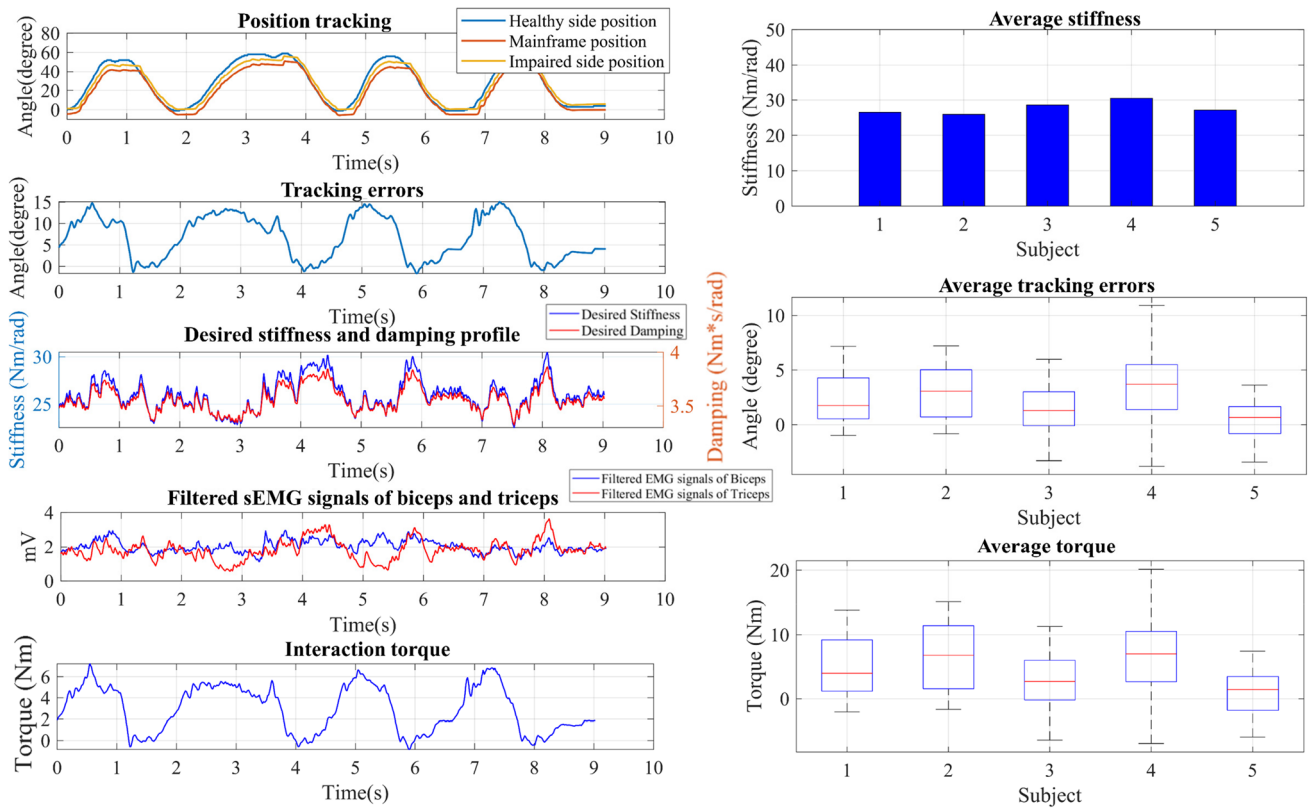 Position tracking
Healthy side position
Mainframe position
Impaired side position
Angle(degree)
80
60
40
20
0
0 1 2 3 4 5 6 7 8 9 10
Time(s)
Tracking errors
Angle(degree)
15
10
5
0
0 1 2 3 4 5 6 7 8 9 10
Time(s)
Desired Stiffness
Desired Damping
Desired stiffness and damping profile
Stiffness (Nm/rad)
30
25
4
3.5
Damping (Nm*s/rad)
0 1 2 3 4 5 6 7 8 9 10
Time(s)
Filtered EMG signals of Biceps
Filtered EMG signals of Triceps
Filtered sEMG signals of biceps and triceps
mV
4
2
0
0 1 2 3 4 5 6 7 8 9 10
Time(s)
Interaction torque
Torque (Nm)
6
4
2
0
0 1 2 3 4 5 6 7 8 9 10
Time(s)
Average stiffness
Stiffness (Nm/rad)
50
40
30
20
10
0
1 2 3 4 5
Subject
Average tracking errors
Angle (degree)
10
5
0
1 2 3 4 5
Subject
Average torque
Torque (Nm)
20
10
0
1 2 3 4 5
Subject